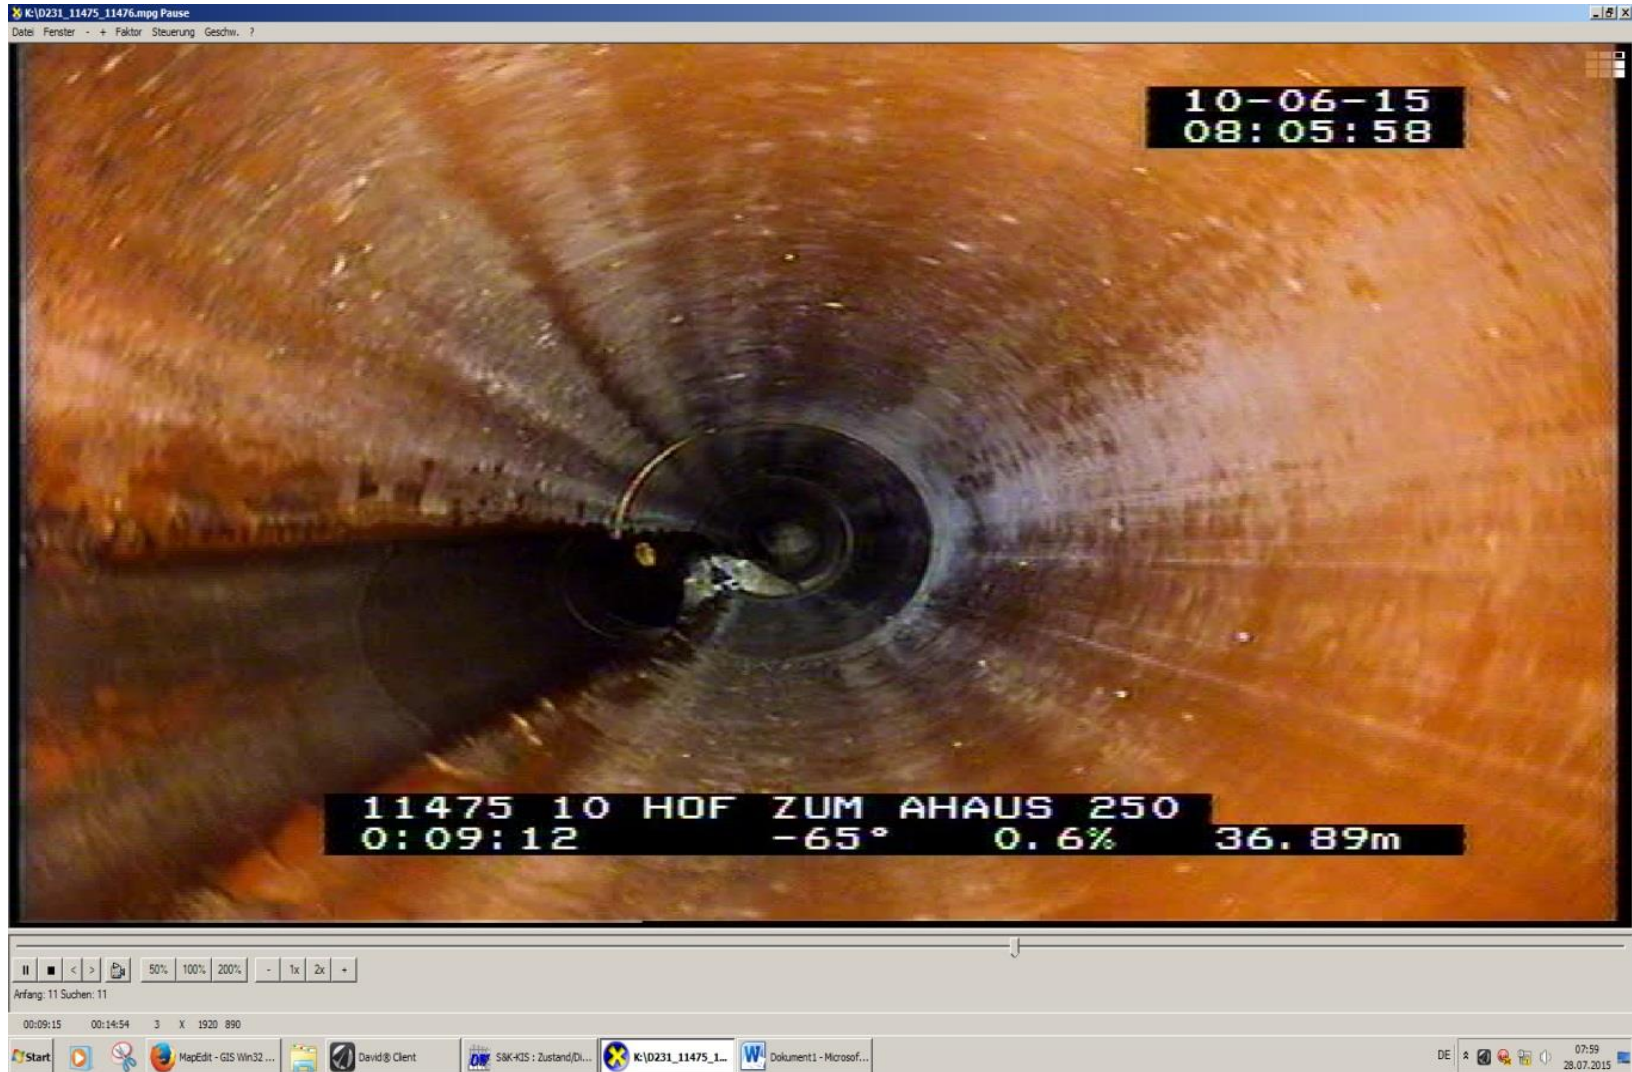 K:\D231_11475_11476.mpg Pause
Datei Fenster - + Faktor Steuerung Geschw. ?
10-06-15
08:05:58
11475 10 HOF ZUM AHAUS 250
0:09:12 -65° 0.6% 36.89m
50% 100% 200% - 1x 2x +
Anfang: 11 Suchen: 11
00:09:15 00:14:54 3 X 1920 890
Start MapEdit - GIS Win32 ... David® Client S&K-KIS : Zustand/Di... K:\D231_11475_1... Dokument1 - Microsof... DE 07:59
28.07.2015